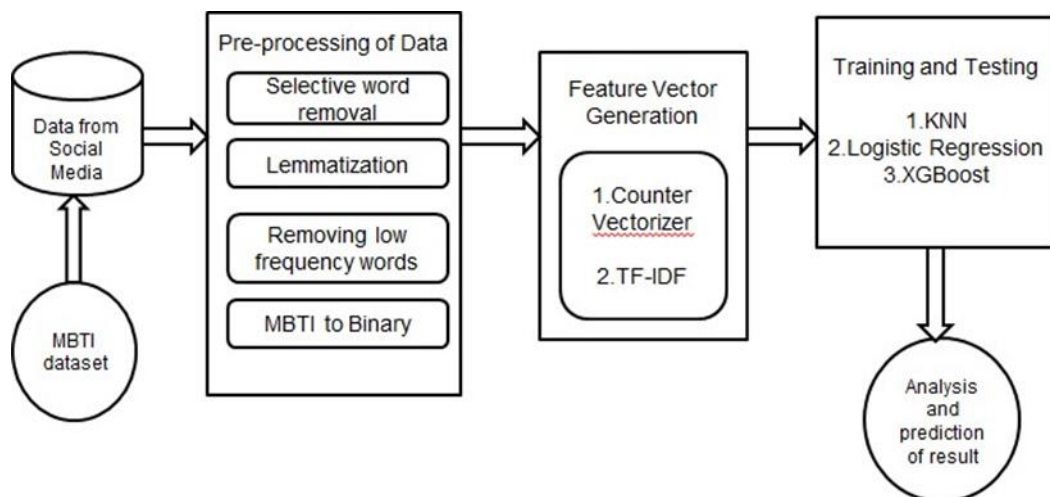 MBTI
dataset
Data from
Social
Media
Pre-processing of Data
Selective word
removal
Lemmatization
Removing low
frequency words
MBTI to Binary
Feature Vector
Generation
1.Counter
Vectorizer
2.TF-IDF
Training and Testing
1.KNN
2.Logistic Regression
3.XGBoost
Analysis
and
prediction
of result